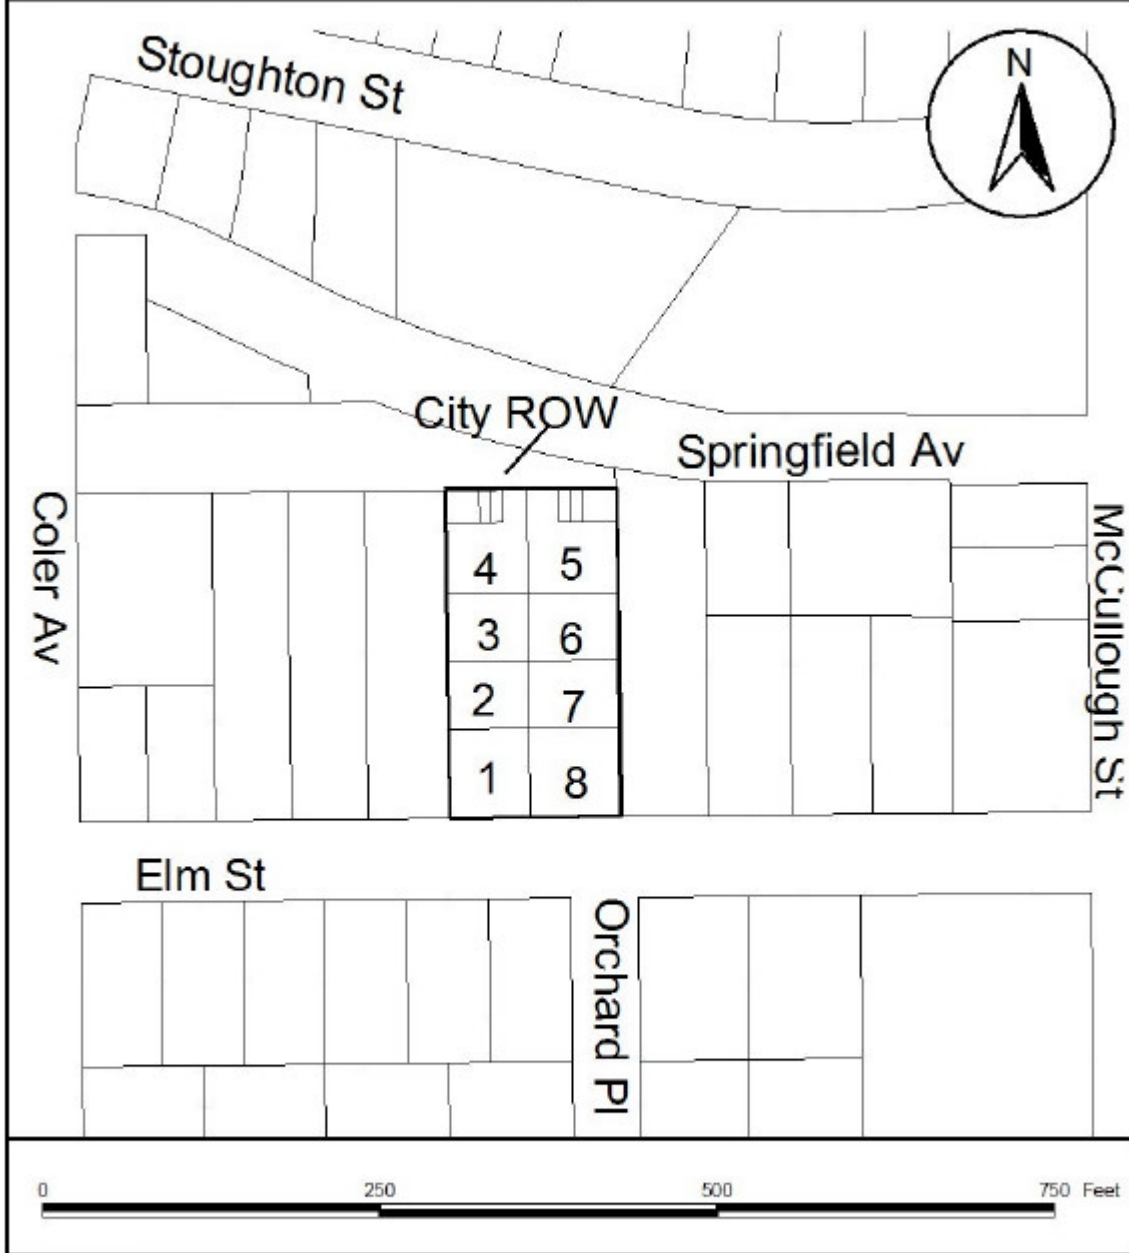 Stoughton St
N
City ROW
Springfield Av
Coler Av
McCullough St
4
5
3
6
2
7
1
8
Elm St
Orchard Pl
0
250
500
750 Feet